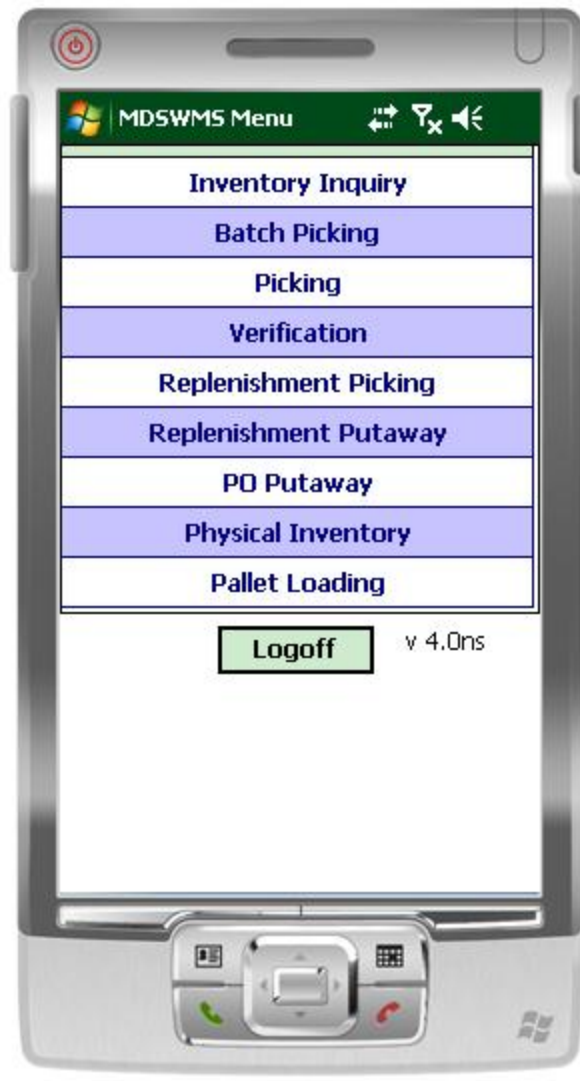 MDSWMS Menu
Inventory Inquiry
Batch Picking
Picking
Verification
Replenishment Picking
Replenishment Putaway
PO Putaway
Physical Inventory
Pallet Loading
Logoff
v 4.0ns